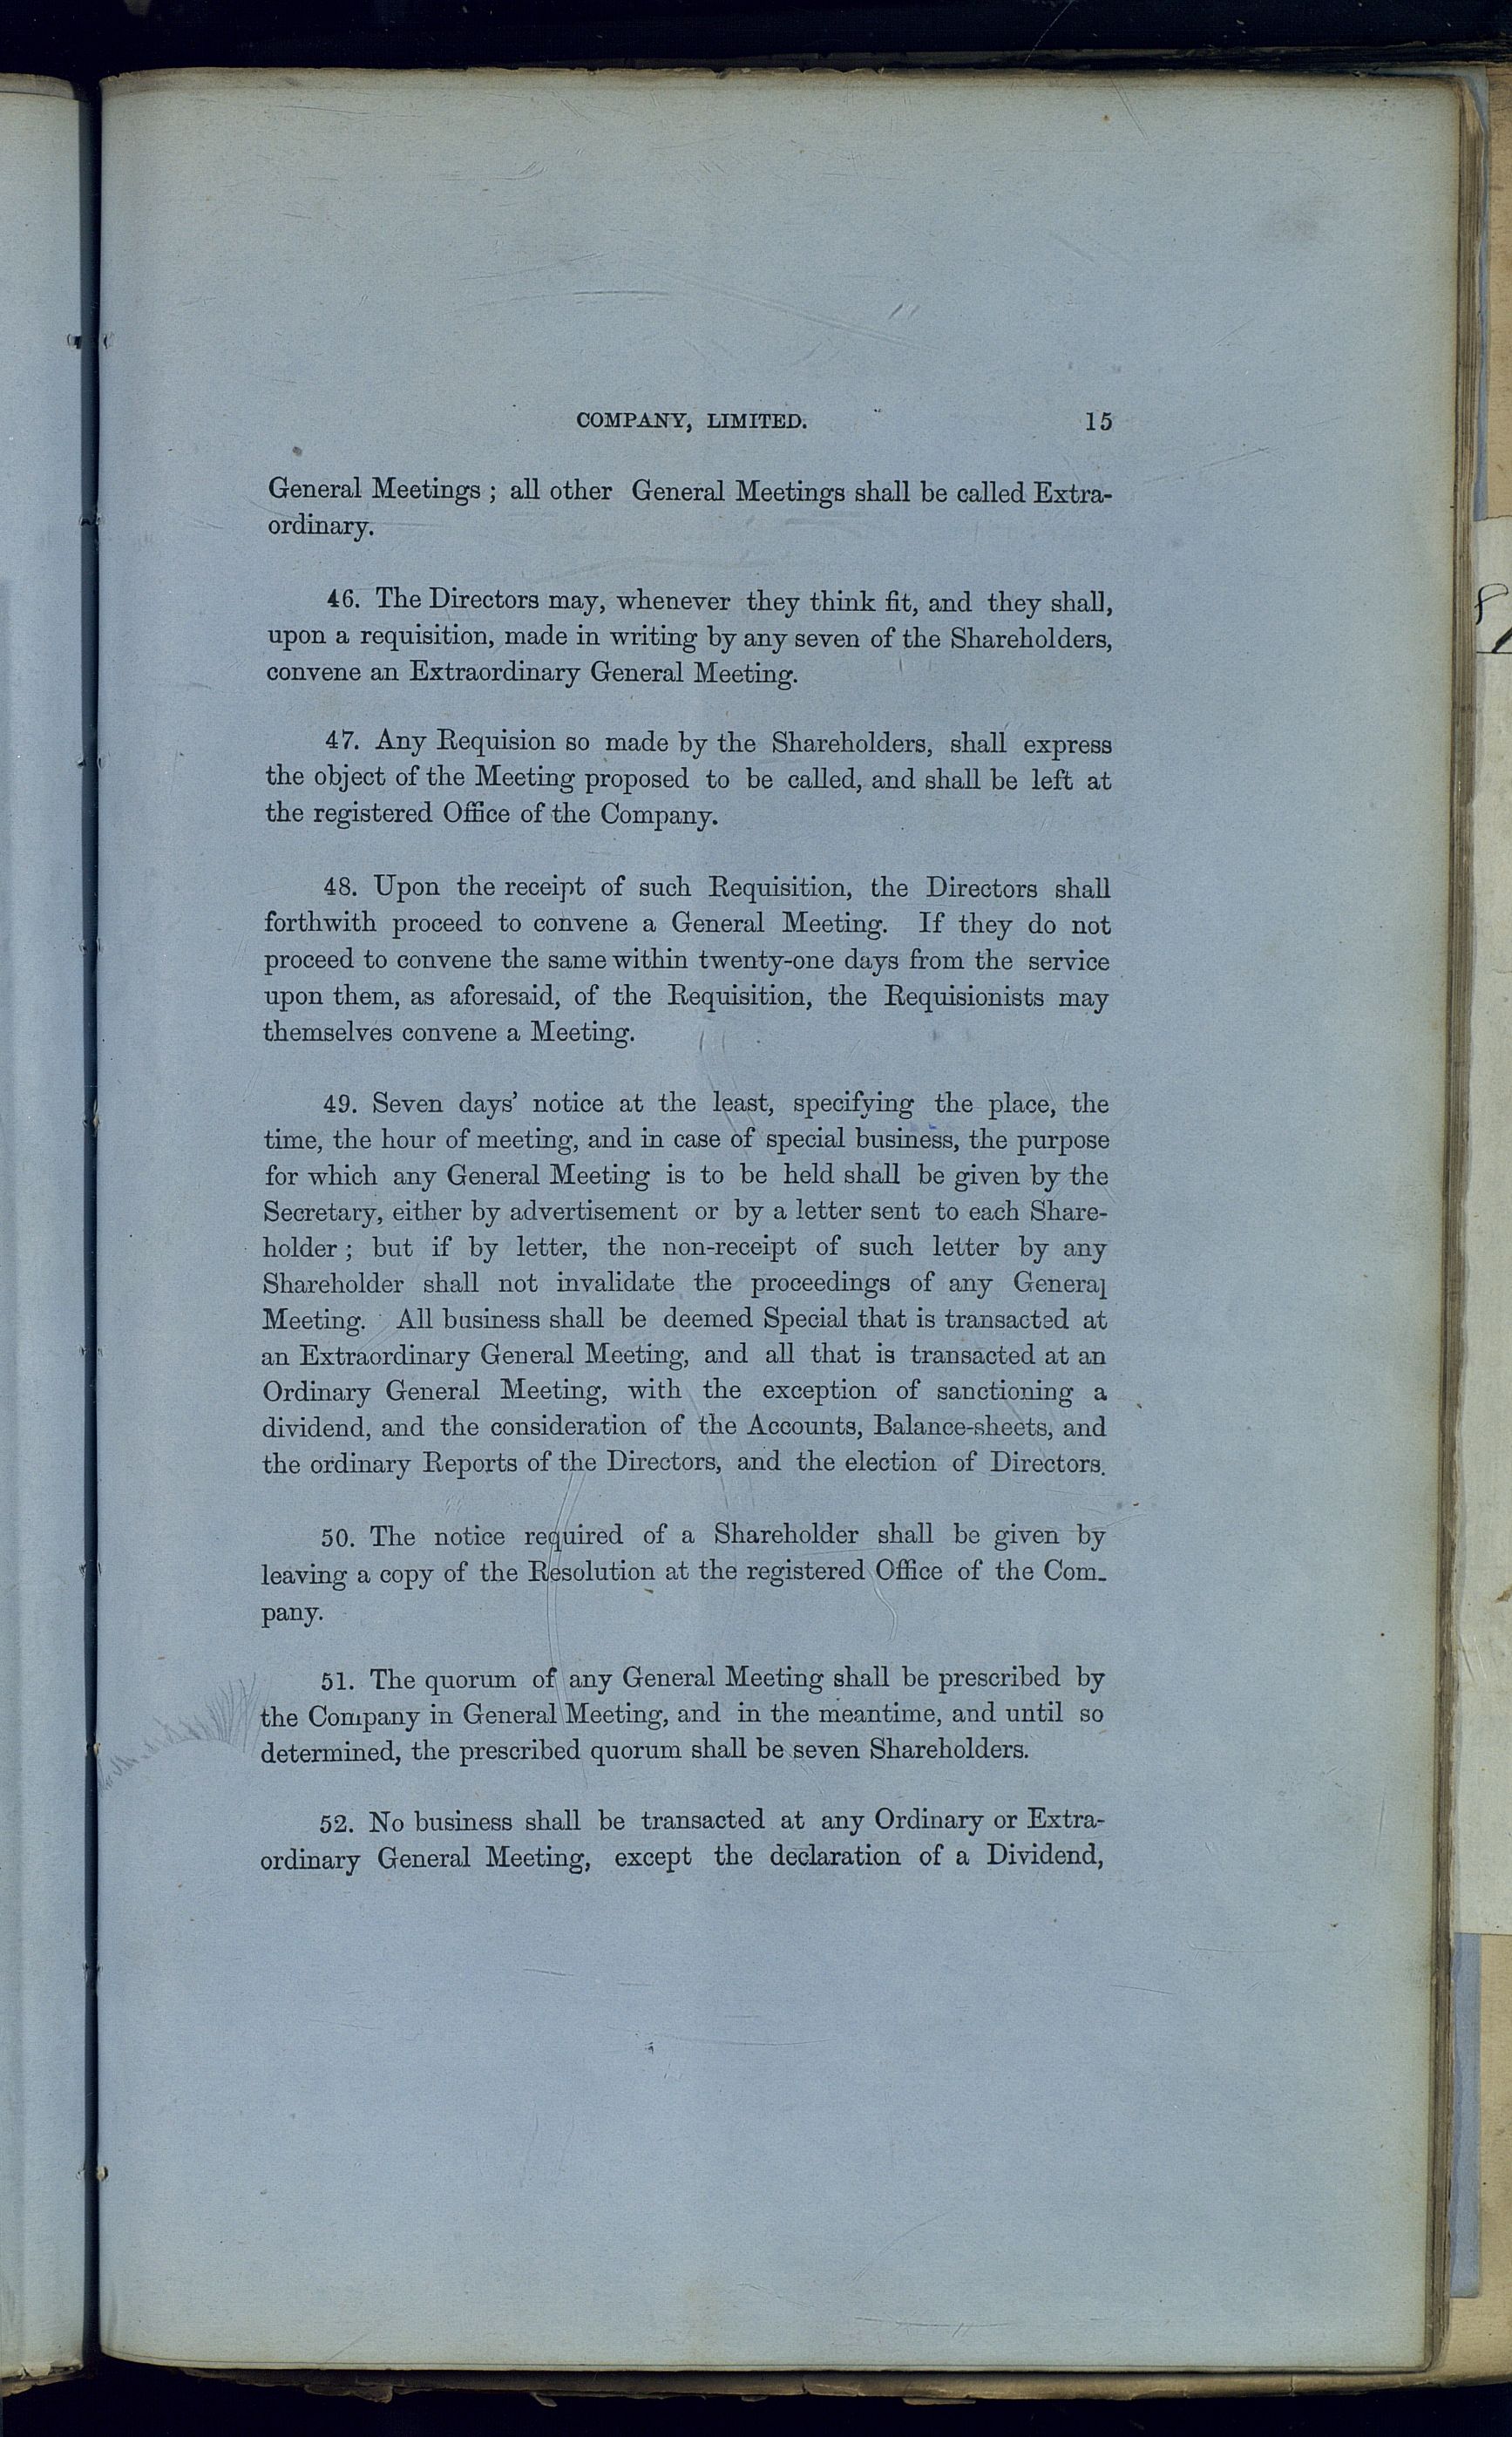 COMPANY, LIMITED. 15
General Meetings ; all other General Meetings shall be called Extra-
ordinary.
46. The Directors may, whenever they think fit, and they shall,
upon a requisition, made in writing by any seven of the Shareholders,
convene an Extraordinary General Meeting.
47. Any Requision so made by the Shareholders, shall express
the object of the Meeting proposed to be called, and shall be left at
the registered Office of the Company.
48. Upon the receipt of such Requisition, the Directors shall
forthwith proceed to convene a General Meeting. If they do not
proceed to convene the same within twenty-one days from the service
upon them, as aforesaid, of the Requisition, the Requisionists may
themselves convene a Meeting.
49. Seven days' notice at the least, specifying the place, the
time, the hour of meeting, and in case of special business, the purpose
for which any General Meeting is to be held shall be given by the
Secretary, either by advertisement or by a letter sent to each Share-
holder ; but if by letter, the non-receipt of such letter by any
Shareholder shall not invalidate the proceedings of any General
Meeting. All business shall be deemed Special that is transacted at
an Extraordinary General Meeting, and all that is transacted at an
Ordinary General Meeting, with the exception of sanctioning a
dividend, and the consideration of the Accounts, Balance-sheets, and
the ordinary Reports of the Directors, and the election of Directors.
50. The notice required of a Shareholder shall be given by
leaving a copy of the Resolution at the registered Office of the Com-
pany.
51. The quorum of any General Meeting shall be prescribed by
the Company in General Meeting, and in the meantime, and until so
determined, the prescribed quorum shall be seven Shareholders.
52. No business shall be transacted at any Ordinary or Extra-
ordinary General Meeting, except the declaration of a Dividend,